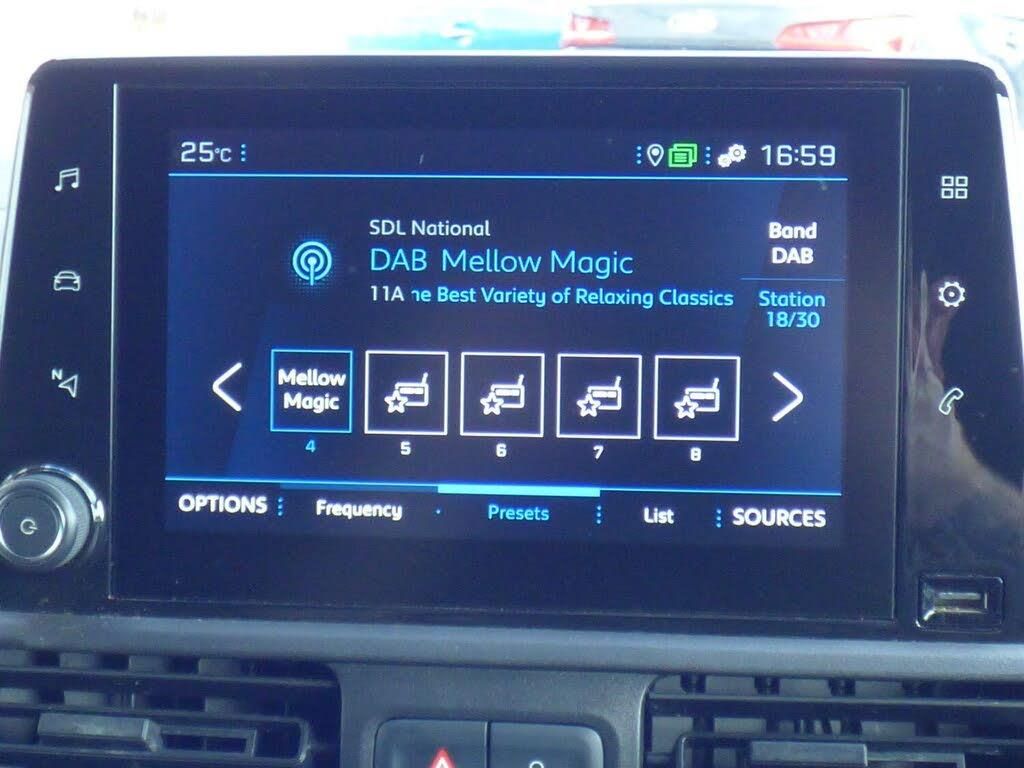 25°C
16:59
SDL National
DAB Mellow Magic
11A ne Best Variety of Relaxing Classics
Band
DAB
Station
18/30
Mellow
Magic
4
5
6
7
8
OPTIONS
Frequency
Presets
List
SOURCES
N